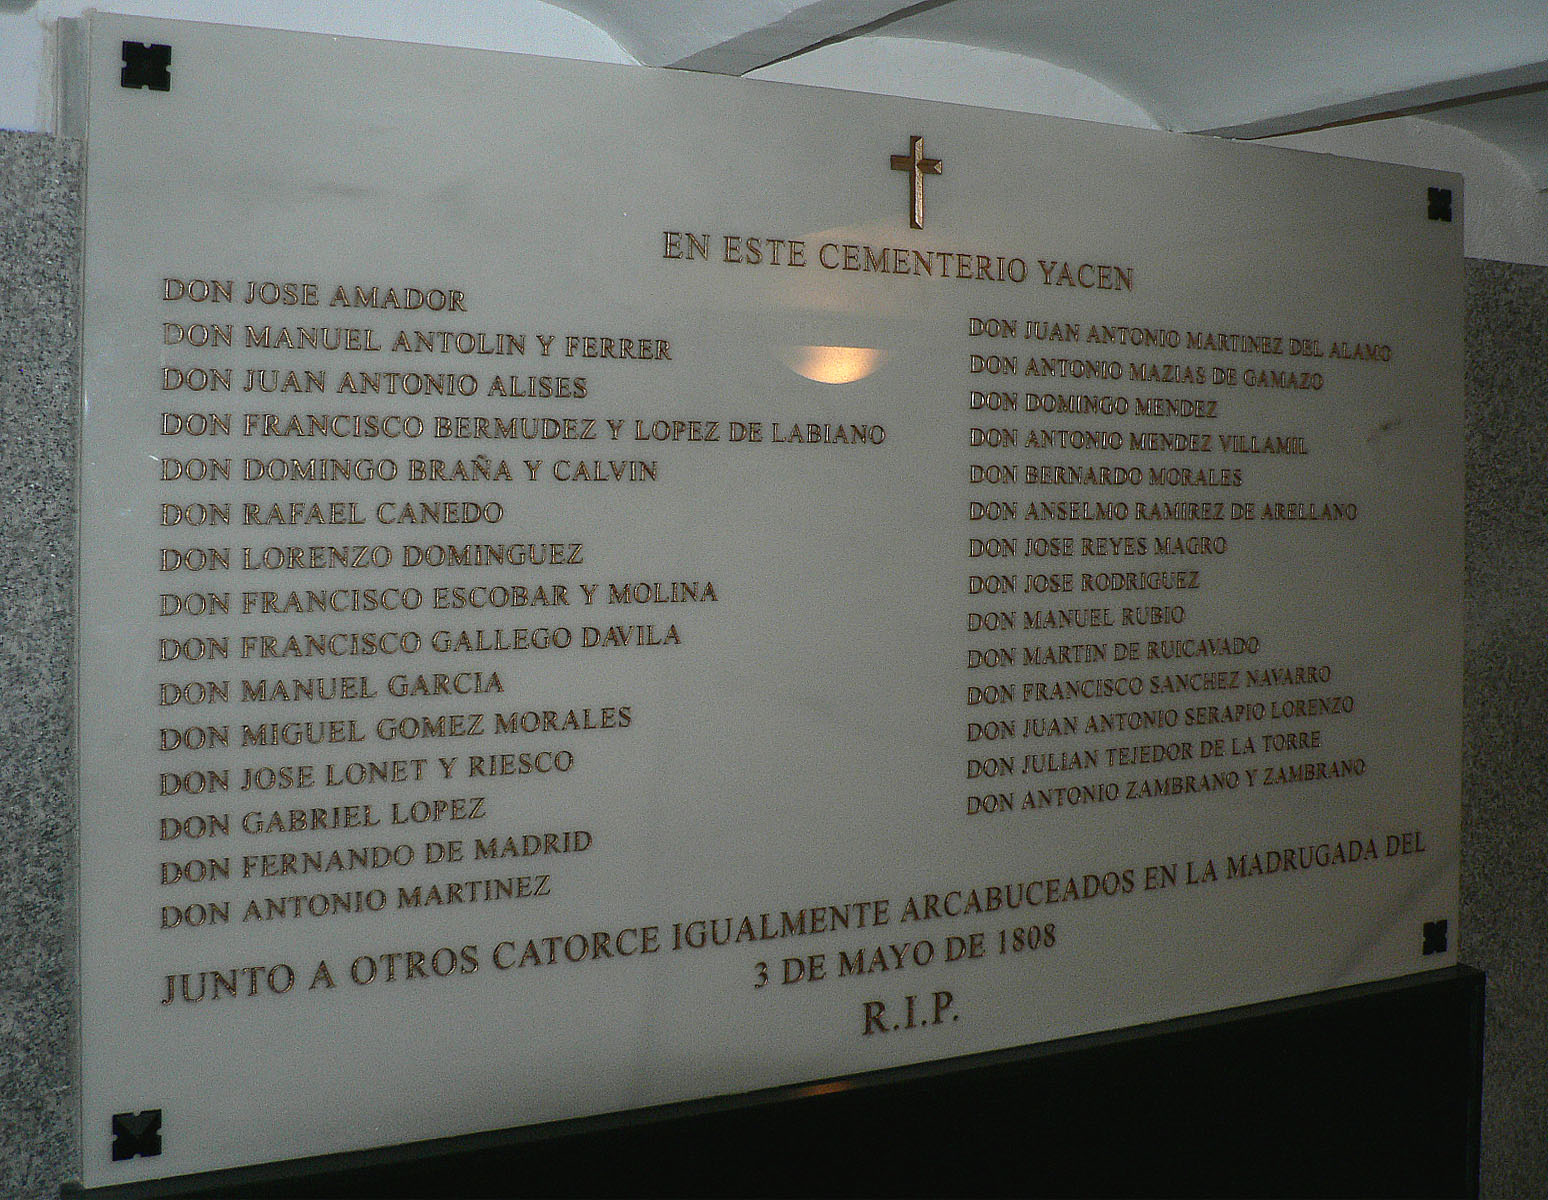 EN ESTE CEMENTERIO YACEN
DON JOSE AMADOR
DON MANUEL ANTOLIN Y FERRER
DON JUAN ANTONIO ALISES
DON FRANCISCO BERMUDEZ Y LOPEZ DE LABIANO
DON DOMINGO BRAÑA Y CALVIN
DON RAFAEL CANEDO
DON LORENZO DOMINGUEZ
DON FRANCISCO ESCOBAR Y MOLINA
DON FRANCISCO GALLEGO DAVILA
DON MANUEL GARCIA
DON MIGUEL GOMEZ MORALES
DON JOSE LONET Y RIESCO
DON GABRIEL LOPEZ
DON FERNANDO DE MADRID
DON ANTONIO MARTINEZ
DON JUAN ANTONIO MARTINEZ DEL ALAMO
DON ANTONIO MAZIAS DE GAMAZO
DON DOMINGO MENDEZ
DON ANTONIO MENDEZ VILLAMIL
DON BERNARDO MORALES
DON ANSELMO RAMIREZ DE ARELLANO
DON JOSE REYES MAGRO
DON JOSE RODRIGUEZ
DON MANUEL RUBIO
DON MARTIN DE RUICAVADO
DON FRANCISCO SANCHEZ NAVARRO
DON JUAN ANTONIO SERAPIO LORENZO
DON JULIAN TEJEDOR DE LA TORRE
DON ANTONIO ZAMBRANO Y ZAMBRANO
JUNTO A OTROS CATORCE IGUALMENTE ARCABUCEADOS EN LA MADRUGADA DEL
3 DE MAYO DE 1808
R.I.P.